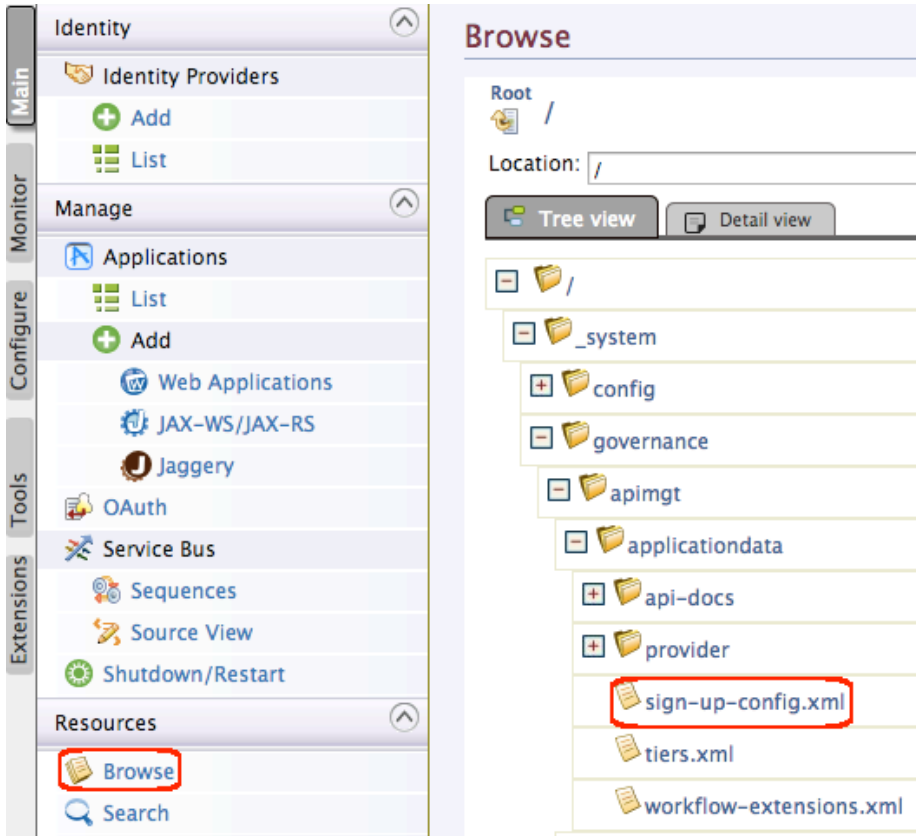 Main
Monitor
Configure
Tools
Extensions
Identity
Identity Providers
Add
List
Manage
Applications
List
Add
Web Applications
JAX-WS/JAX-RS
Jaggery
OAuth
Service Bus
Sequences
Source View
Shutdown/Restart
Resources
Browse
Search
Browse
Root
/
Location: /
Tree view
Detail view
/
_system
config
governance
apimgt
applicationdata
api-docs
provider
sign-up-config.xml
tiers.xml
workflow-extensions.xml